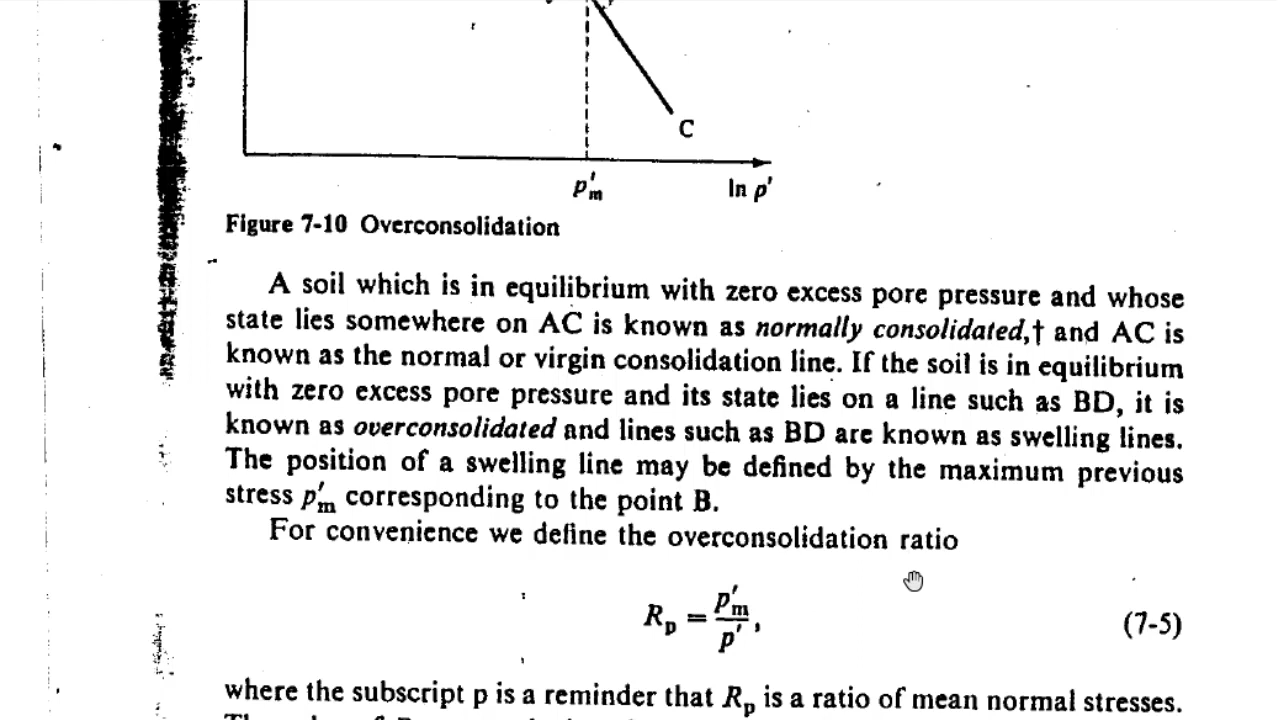 C
p′m
ln p′
Figure 7-10 Overconsolidation
A soil which is in equilibrium with zero excess pore pressure and whose
state lies somewhere on AC is known as normally consolidated,† and AC is
known as the normal or virgin consolidation line. If the soil is in equilibrium
with zero excess pore pressure and its state lies on a line such as BD, it is
known as overconsolidated and lines such as BD are known as swelling lines.
The position of a swelling line may be defined by the maximum previous
stress p′m corresponding to the point B.
For convenience we define the overconsolidation ratio
Rp = p′m / p′, (7-5)
where the subscript p is a reminder that Rp is a ratio of mean normal stresses.